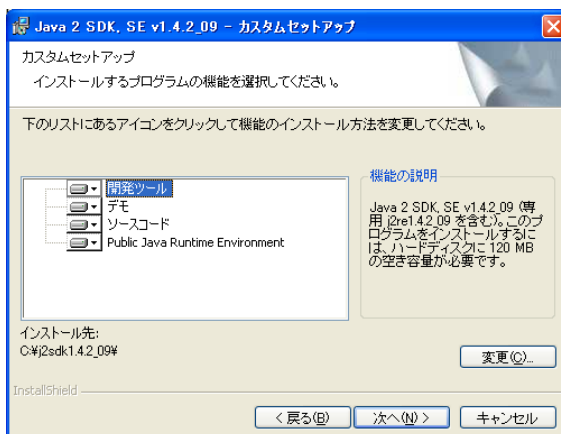 Java 2 SDK, SE v1.4.2_09 - カスタムセットアップ
カスタムセットアップ
インストールするプログラムの機能を選択してください。
下のリストにあるアイコンをクリックして機能のインストール方法を変更してください。
開発ツール
デモ
ソースコード
Public Java Runtime Environment
機能の説明
Java 2 SDK, SE v1.4.2_09 (専
用 j2re1.4.2_09 を含む)。このプ
ログラムをインストールするに
は、ハードディスクに 120 MB
の空き容量が必要です。
インストール先:
C:¥j2sdk1.4.2_09¥
変更(C)...
InstallShield
< 戻る(B)
次へ(N) >
キャンセル